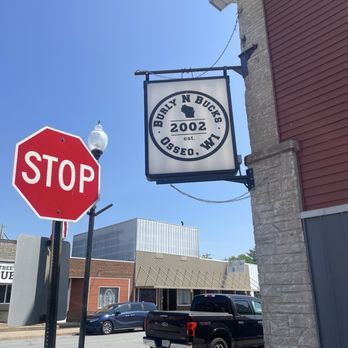 STOP
BURLY N BUCKS
2002
est.
OSSEO, WI